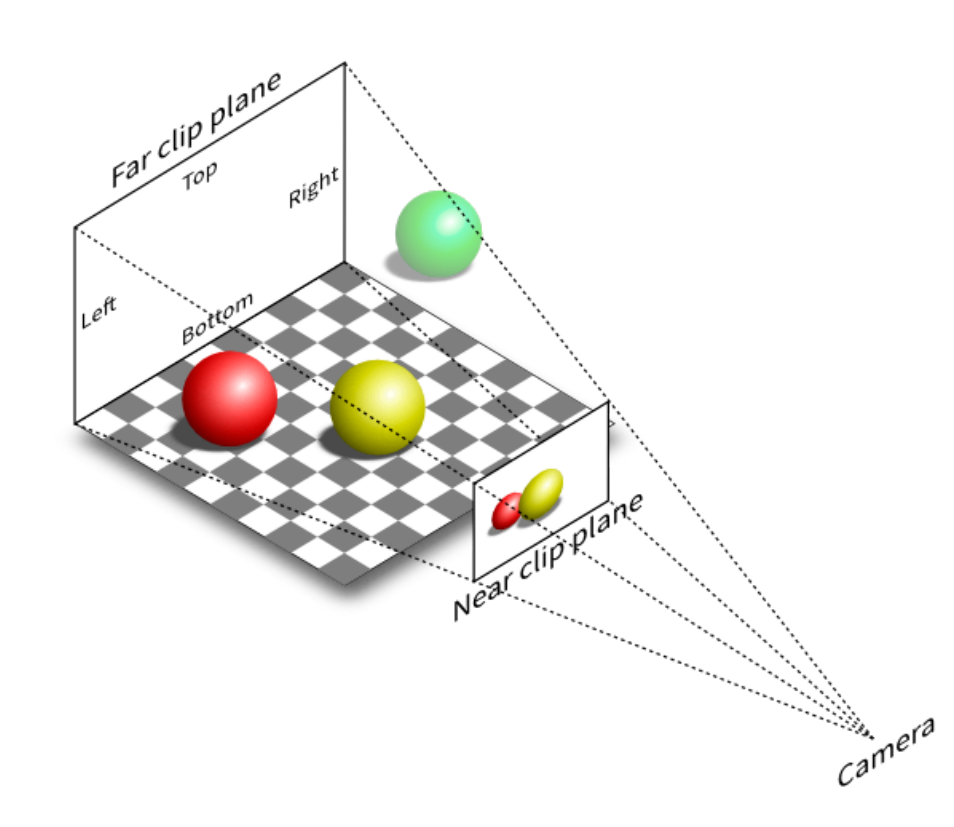 Far clip plane
Top
Right
Left
Bottom
Near clip plane
Camera